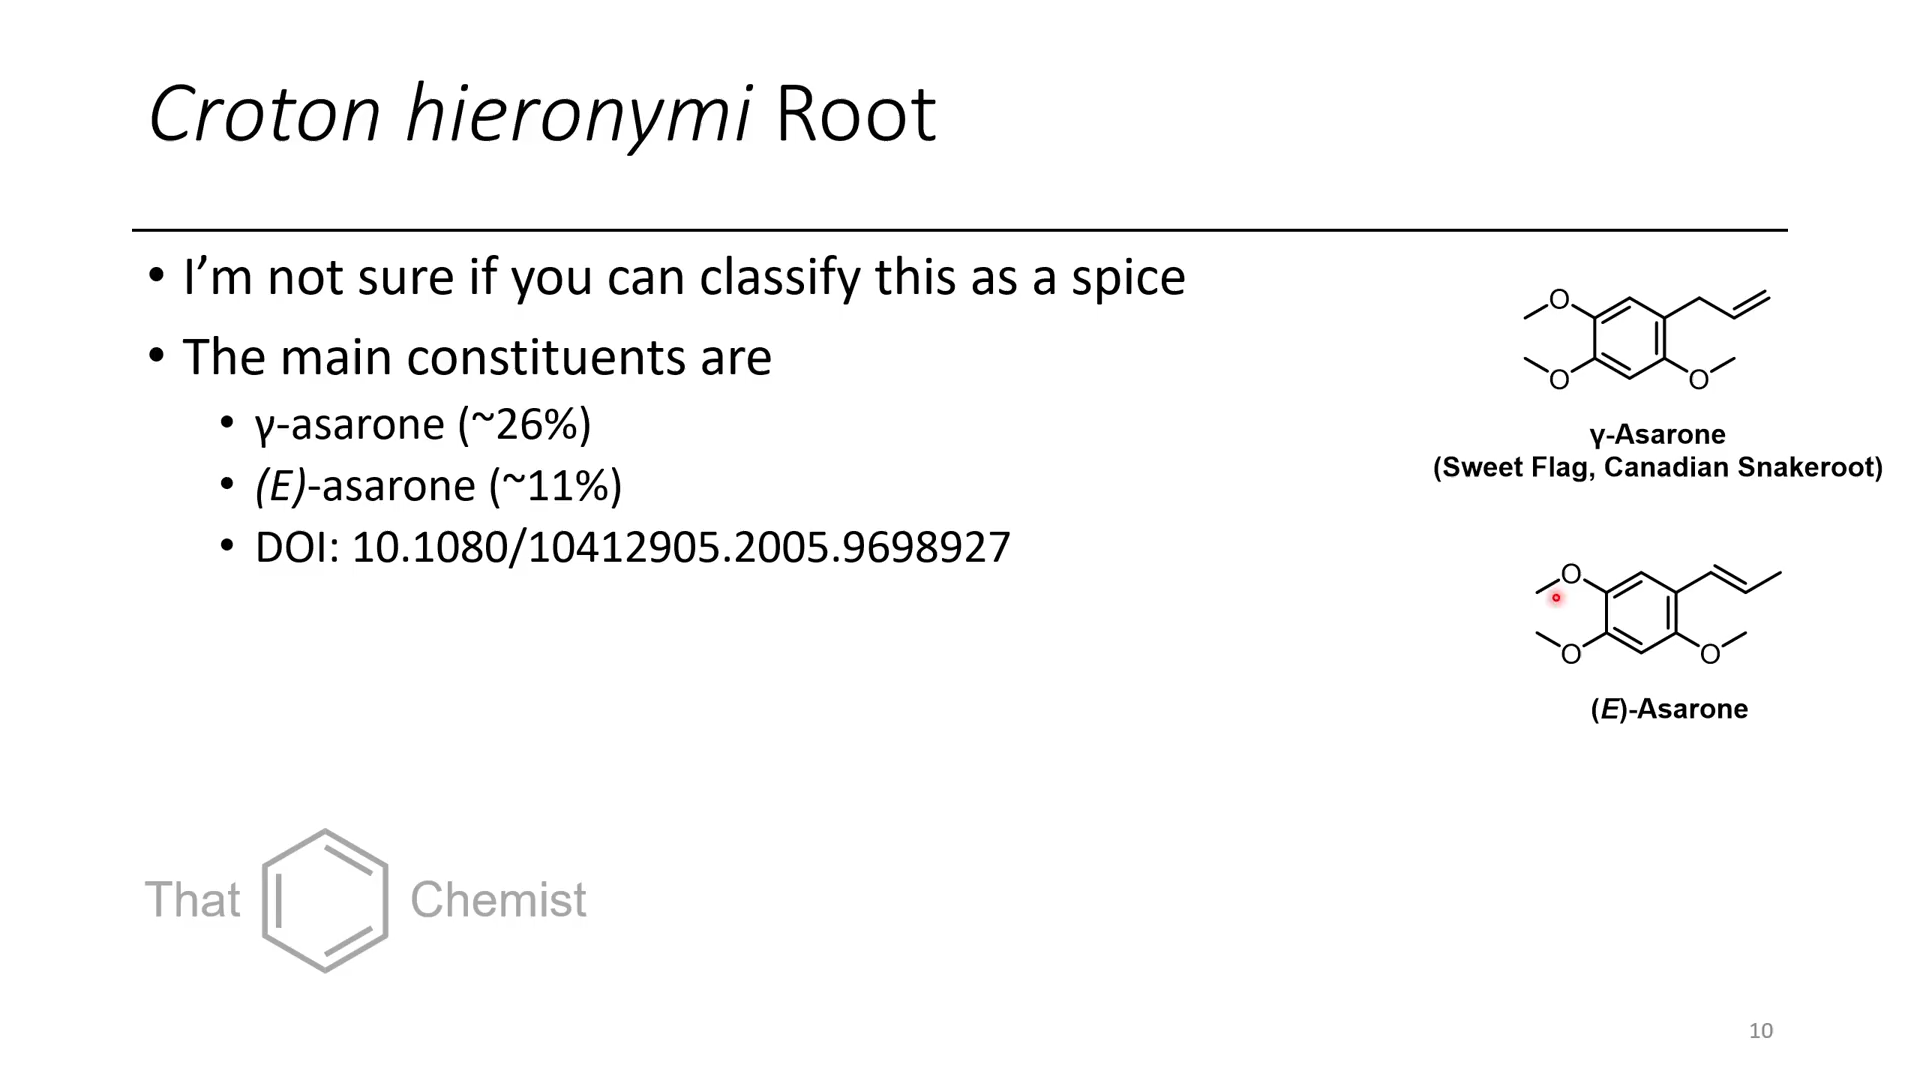 Croton hieronymi Root
• I’m not sure if you can classify this as a spice
• The main constituents are
• γ-asarone (~26%)
• (E)-asarone (~11%)
• DOI: 10.1080/10412905.2005.9698927
O
O
O
γ-Asarone
(Sweet Flag, Canadian Snakeroot)
O
O
O
(E)-Asarone
That Chemist
10